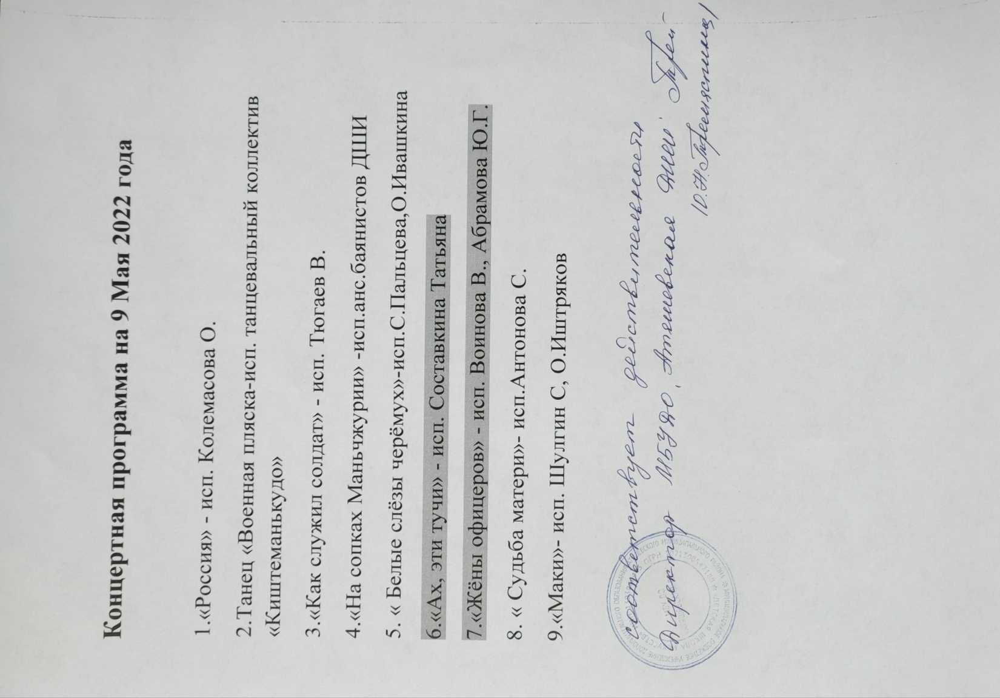 Концертная программа на 9 Мая 2022 года
1.«Россия» - исп. Колемасова О.
2.Танец «Военная пляска-исп. танцевальный коллектив
«Киштеманькудо»
3.«Как служил солдат» - исп. Тюгаев В.
4.«На сопках Маньчжурии» -исп.анс.баянистов ДШИ
5. « Белые слёзы черёмух»-исп.С.Пальцева,О.Ивашкина
6.«Ах, эти тучи» - исп. Составкина Татьяна
7.«Жёны офицеров» - исп. Воинова В., Абрамова Ю.Г.
8. « Судьба матери»- исп.Антонова С.
9.«Маки»- исп. Шулгин С, О.Иштряков
соответствует действительности
Директор МБУДО "Атяшевская ДШИ"